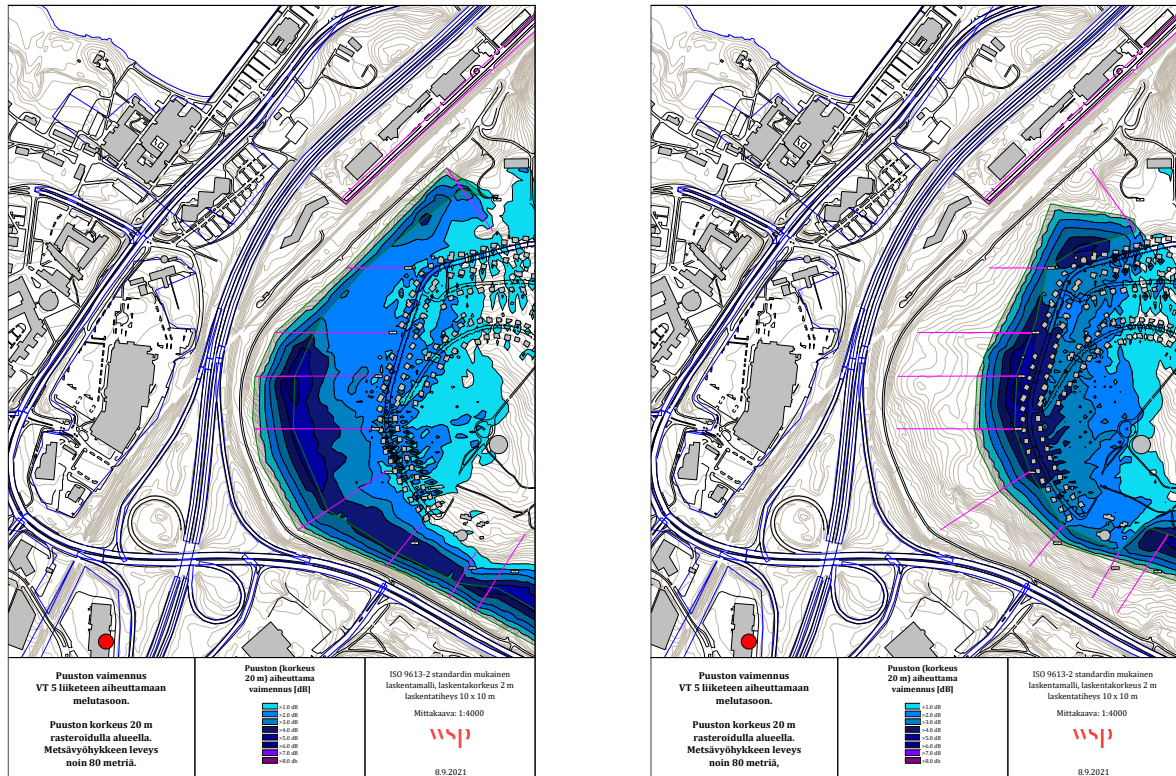 Puuston vaimennus
VT 5 liiketeen aiheuttamaan
melutasoon.
Puuston korkeus 20 m
rasteroidulla alueella.
Metsävyöhykkeen leveys
noin 80 metriä,
Puuston (korkeus
20 m) aiheuttama
vaimennus [dB]
>1.0 dB
>2.0 dB
>3.0 dB
>4.0 dB
>5.0 dB
>6.0 dB
>7.0 dB
>8.0 db
ISO 9613-2 standardin mukainen
laskentamalli, laskentakorkeus 2 m
laskentatiheys 10 x 10 m
Mittakaava: 1:4000
wsp
8.9.2021
Puuston vaimennus
VT 5 liiketeen aiheuttamaan
melutasoon.
Puuston korkeus 20 m
rasteroidulla alueella.
Metsävyöhykkeen leveys
noin 80 metriä,
Puuston (korkeus
20 m) aiheuttama
vaimennus [dB]
>1.0 dB
>2.0 dB
>3.0 dB
>4.0 dB
>5.0 dB
>6.0 dB
>7.0 dB
>8.0 db
ISO 9613-2 standardin mukainen
laskentamalli, laskentakorkeus 2 m
laskentatiheys 10 x 10 m
Mittakaava: 1:4000
wsp
8.9.2021